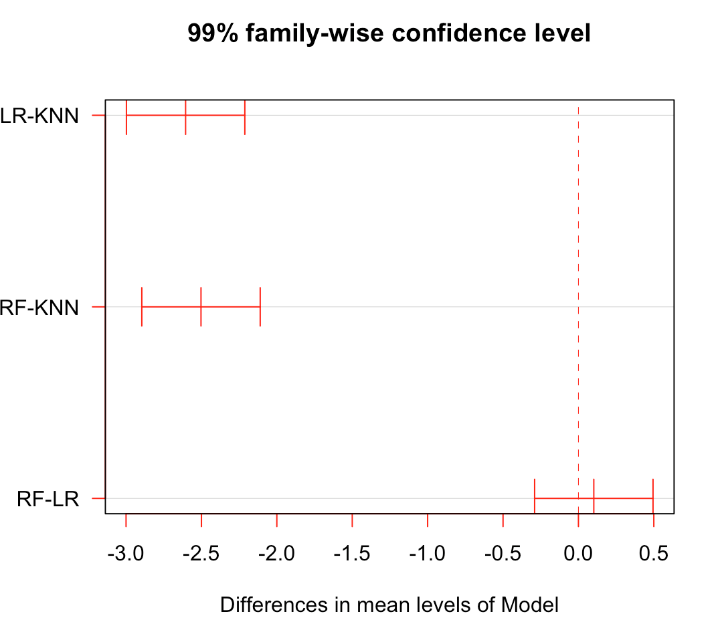 99% family-wise confidence level
LR-KNN
RF-KNN
RF-LR
-3.0 -2.5 -2.0 -1.5 -1.0 -0.5 0.0 0.5
Differences in mean levels of Model